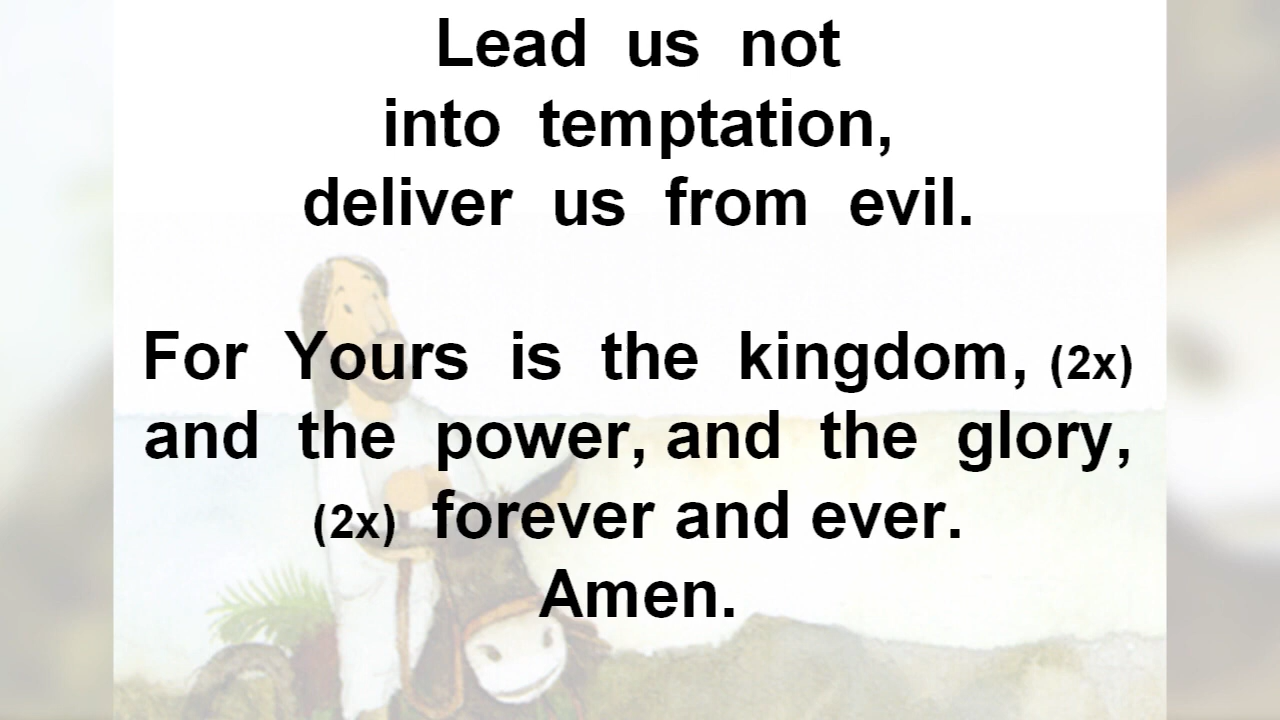 Lead us not
into temptation,
deliver us from evil.
For Yours is the kingdom, (2x)
and the power, and the glory,
(2x) forever and ever.
Amen.